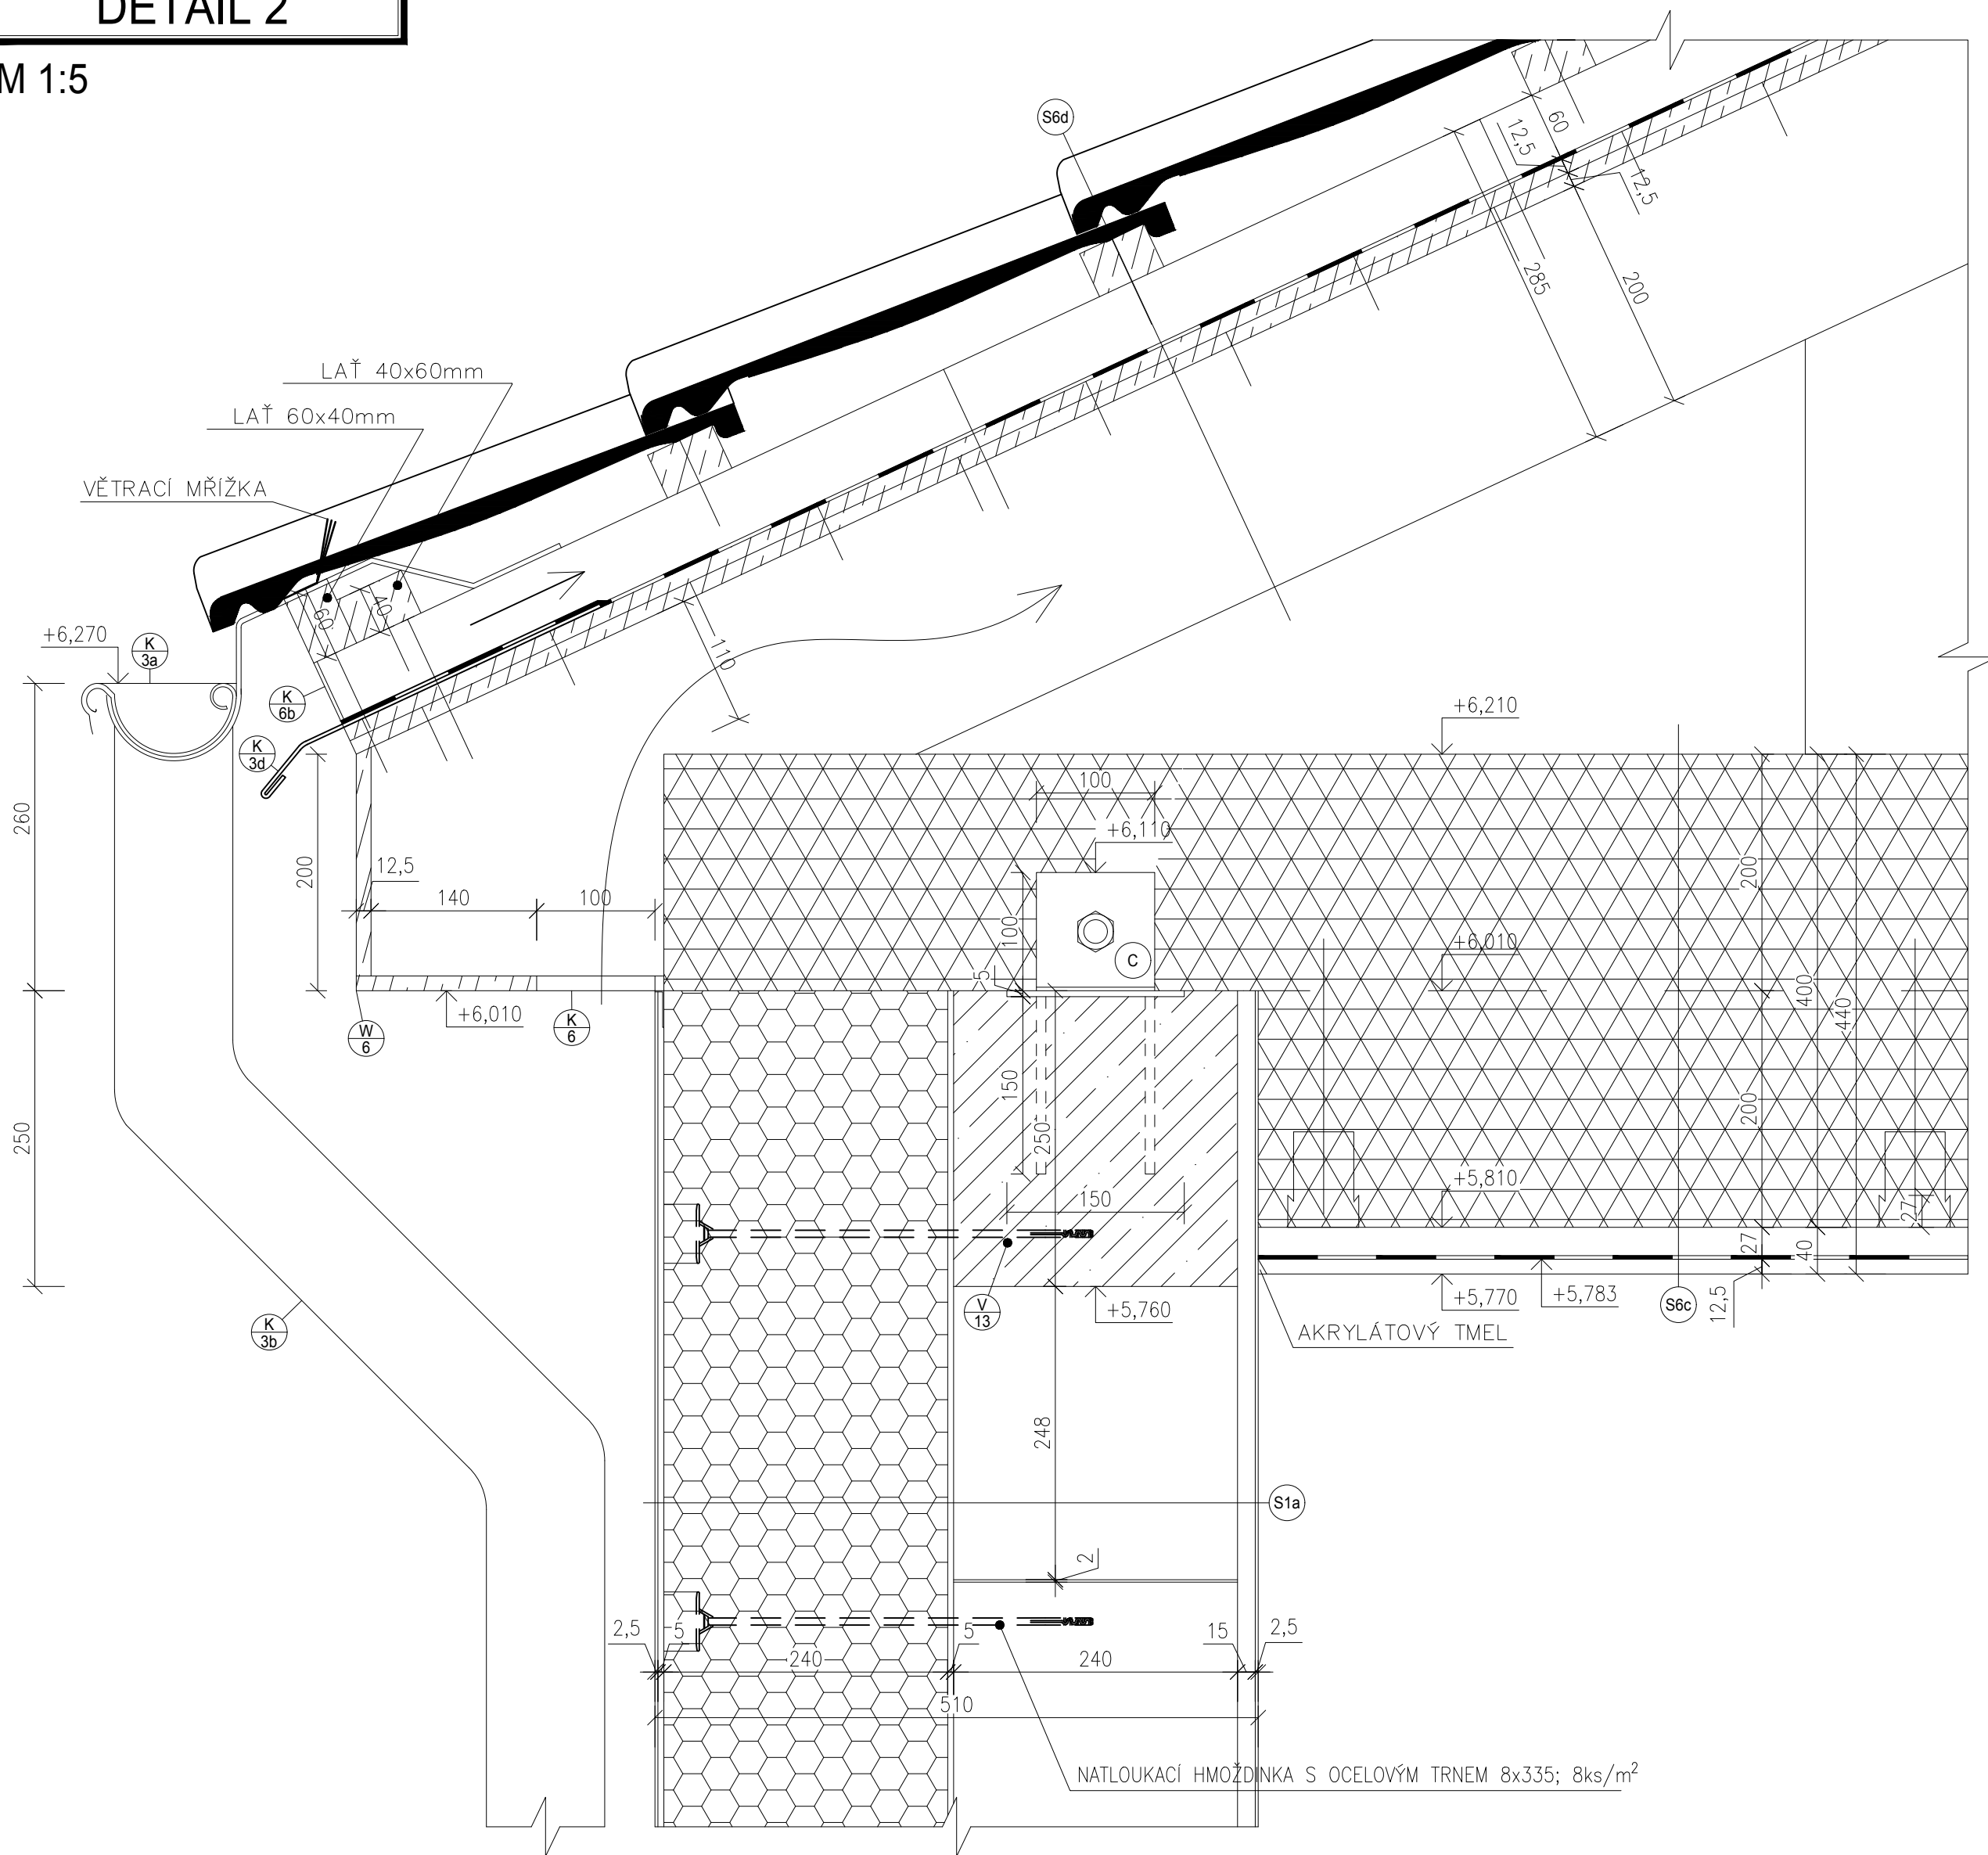 DETAIL 2
M 1:5
S6d
60
12,5
12,5
285
200
LAŤ 40x60mm
LAŤ 60x40mm
VĚTRACÍ MŘÍŽKA
40
60
110
+6,270
K
3a
K
6b
K
3d
+6,210
100
+6,110
260
200
12,5
140
100
100
C
5
200
+6,010
400
440
+6,010
W
6
K
6
250
150
250
200
150
+5,810
27
27
40
V
13
+5,760
+5,770
+5,783
S6c
12,5
AKRYLÁTOVÝ TMEL
K
3b
248
S1a
2
2,5
5
240
5
240
15
2,5
510
NATLOUKACÍ HMOŽDINKA S OCELOVÝM TRNEM 8x335; 8ks/m²